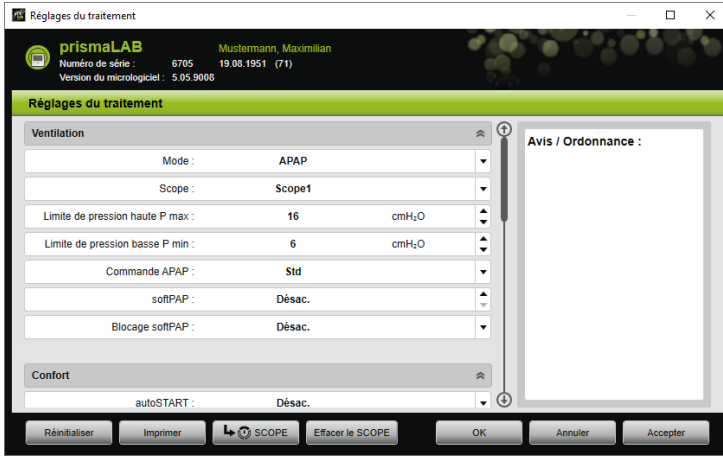 Réglages du traitement
prismaLAB
Mustermann, Maximilian
Numéro de série : 6705 19.08.1951 (71)
Version du micrologiciel : 5.05.9008
Réglages du traitement
Ventilation
Avis / Ordonnance :
Mode : APAP
Scope : Scope1
Limite de pression haute P max : 16 cmH₂O
Limite de pression basse P min : 6 cmH₂O
Commande APAP : Std
softPAP : Désac.
Blocage softPAP : Désac.
Confort
autoSTART : Désac.
Réinitialiser Imprimer SCOPE Effacer le SCOPE OK Annuler Accepter